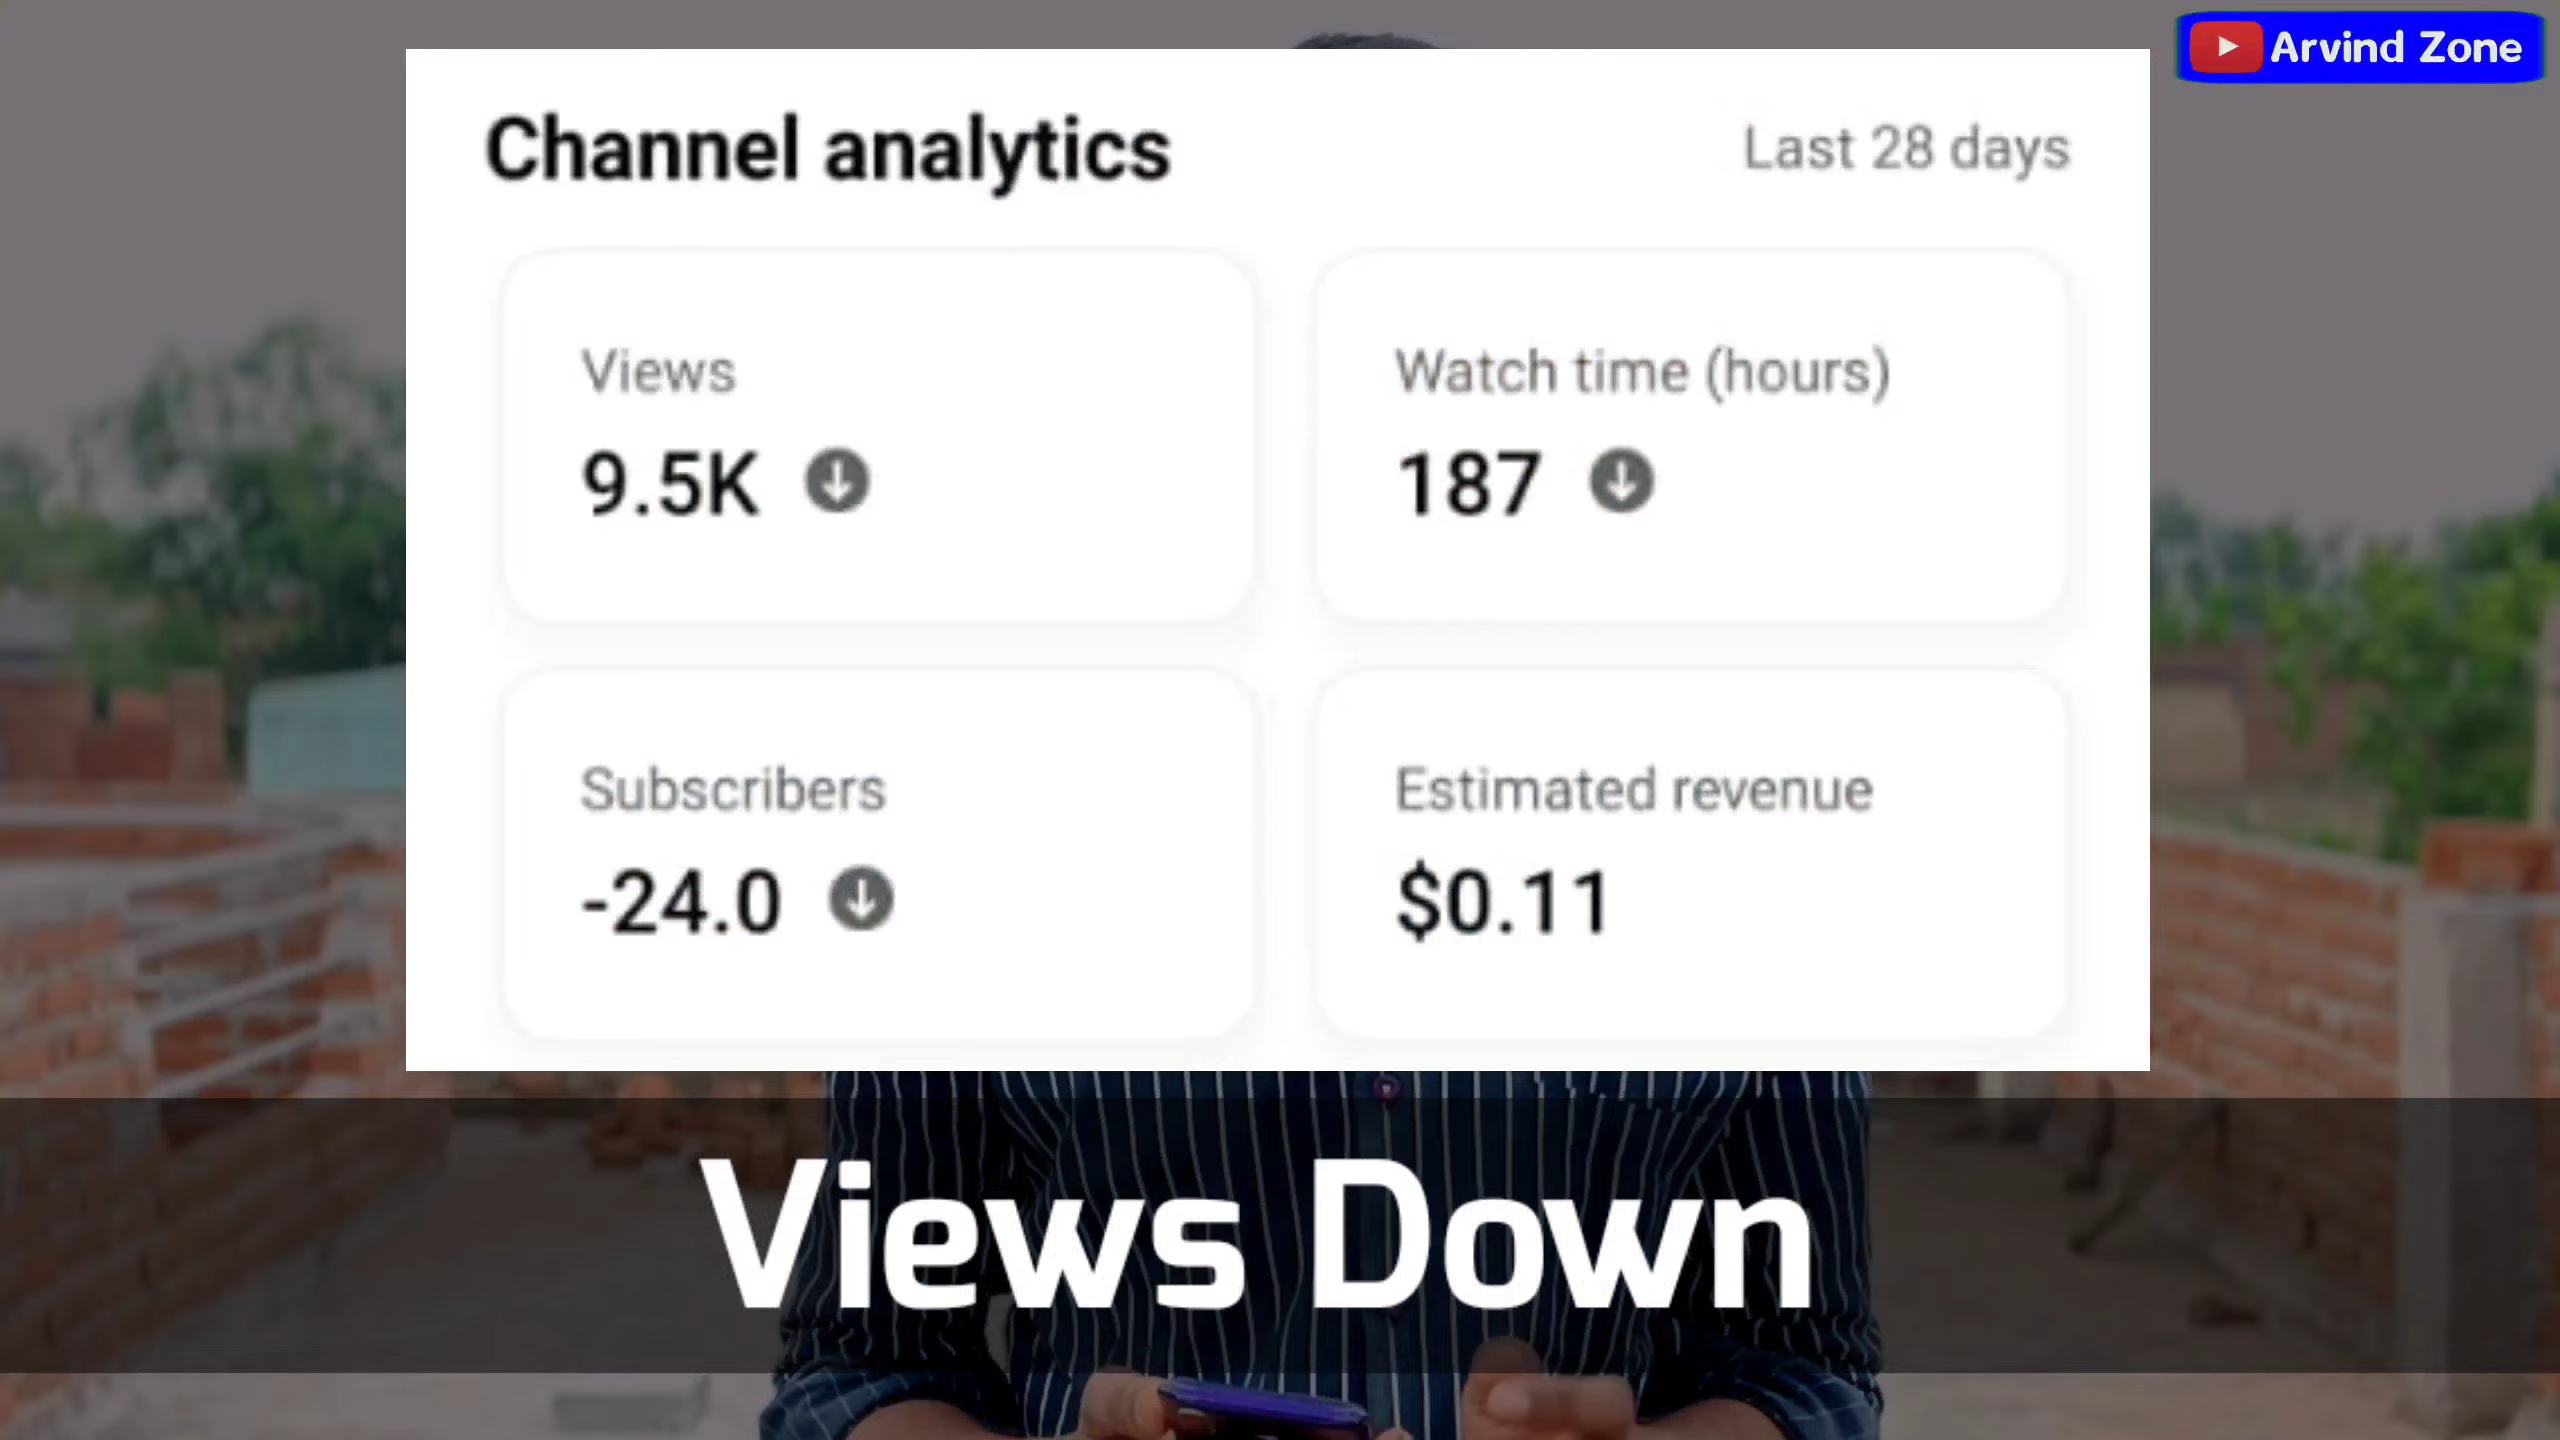 Arvind Zone
Channel analytics
Last 28 days
Views
Watch time (hours)
9.5K
187
Subscribers
Estimated revenue
-24.0
$0.11
Views Down